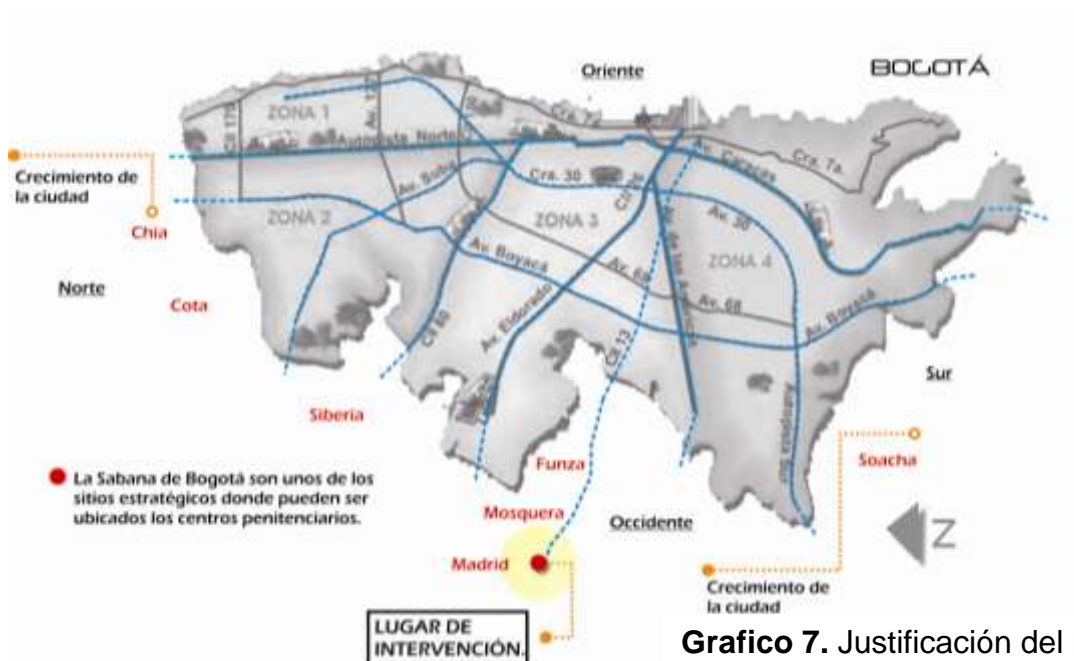 Oriente
BOGOTÁ
ZONA 1
Autopista Norte
Cra. 7a.
Crecimiento de
la ciudad
Av. Caracas
Cra. 30
ZONA 2
ZONA 3
Av. 30
Chia
Av. Boyacá
Av. 68
ZONA 4
Norte
Cota
Av. Eldorado
Av. 68
Av. Boyacá
Cll 80
Cll 13
Sur
Siberia
Autopista Sur
Funza
Soacha
La Sabana de Bogotá son unos de los
sitios estratégicos donde pueden ser
ubicados los centros penitenciarios.
Mosquera
Occidente
Z
Madrid
Crecimiento de
la ciudad
LUGAR DE
INTERVENCIÓN.
Grafico 7. Justificación del